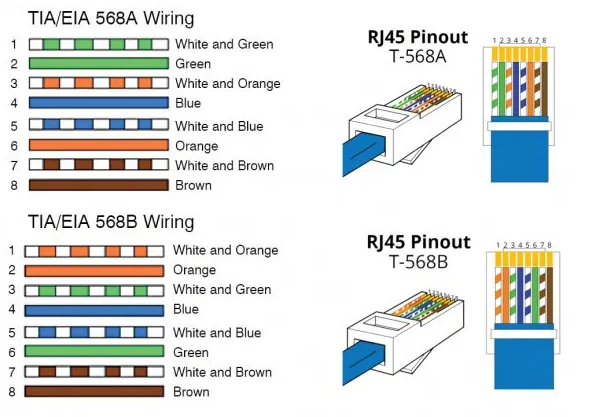 TIA/EIA 568A Wiring
1 White and Green
2 Green
3 White and Orange
4 Blue
5 White and Blue
6 Orange
7 White and Brown
8 Brown
RJ45 Pinout
T-568A
1 2 3 4 5 6 7 8
TIA/EIA 568B Wiring
1 White and Orange
2 Orange
3 White and Green
4 Blue
5 White and Blue
6 Green
7 White and Brown
8 Brown
RJ45 Pinout
T-568B
1 2 3 4 5 6 7 8